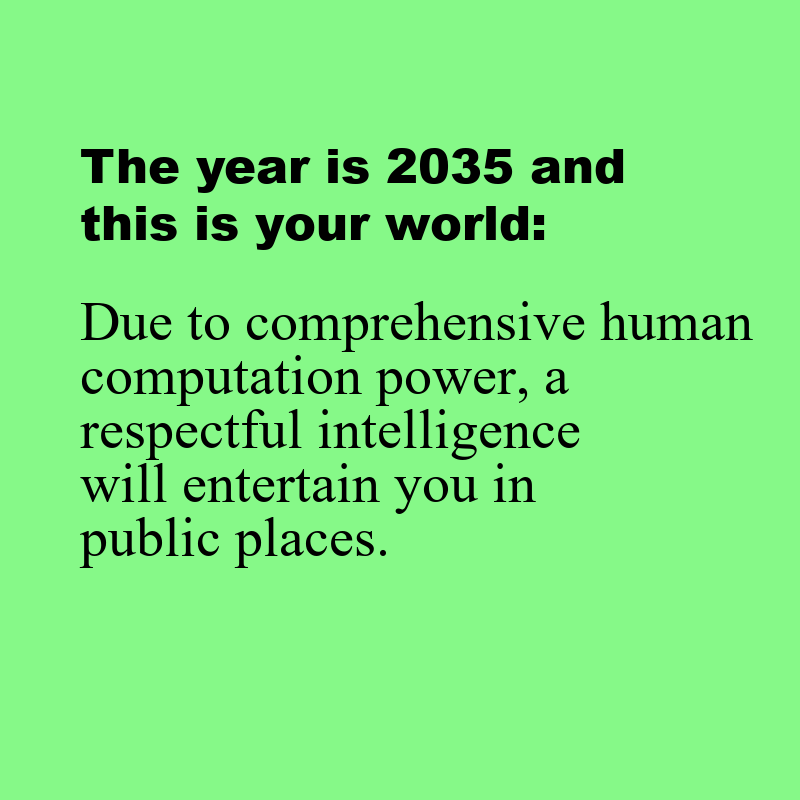 The year is 2035 and
this is your world:
Due to comprehensive human
computation power, a
respectful intelligence
will entertain you in
public places.